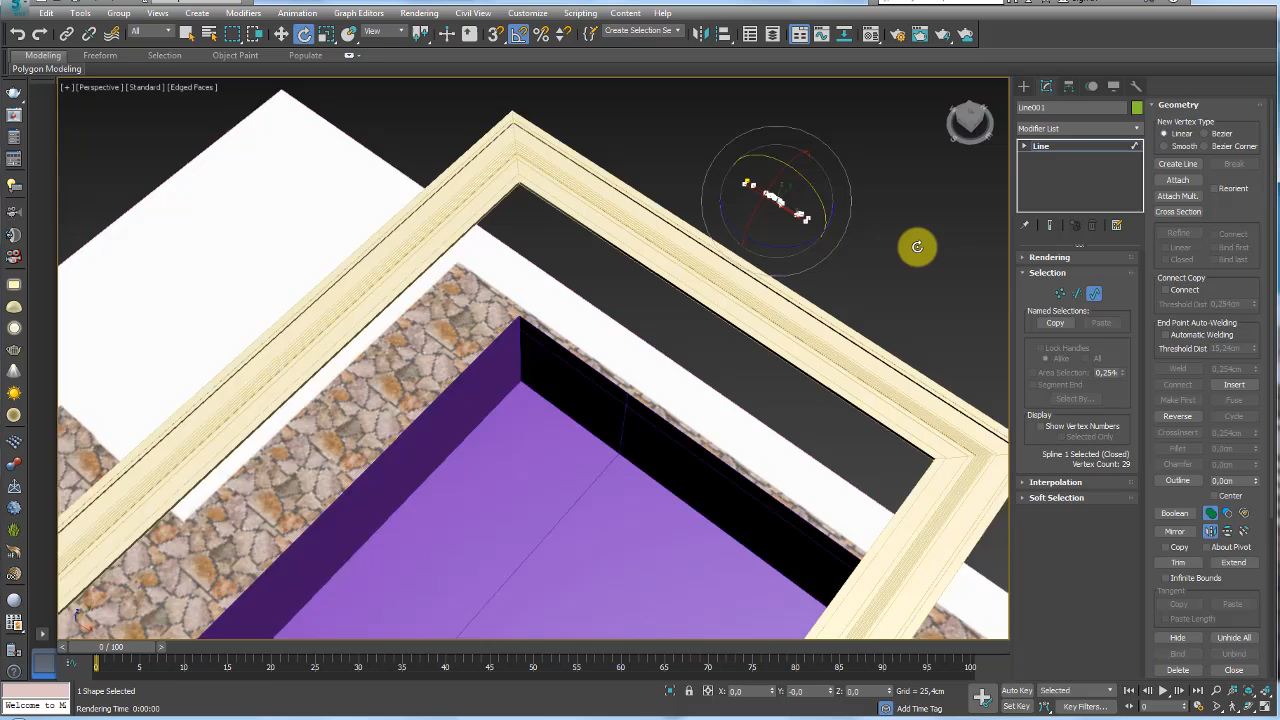 Edit Tools Group Views Create Modifiers Animation Graph Editors Rendering Civil View Customize Scripting Content Help
All View Create Selection Se
Modeling Freeform Selection Object Paint Populate
Polygon Modeling
[+] [Perspective] [Standard] [Edged Faces]
Line001
Modifier List
Line
Rendering
Selection
Named Selections:
Copy Paste
Lock Handles
Alike All
Area Selection: 0,254
Segment End
Select By...
Display
Show Vertex Numbers
Selected Only
Spline 1 Selected (Closed)
Vertex Count: 29
Interpolation
Soft Selection
Geometry
New Vertex Type
Linear Bezier
Smooth Bezier Corner
Create Line Break
Attach
Reorient
Attach Mult.
Cross Section
Refine Connect
Linear Bind first
Closed Bind last
Connect Copy
Connect
Threshold Dist 0,254cm
End Point Auto-Welding
Automatic Welding
Threshold Dist 15,24cm
Weld 0,254c
Connect Insert
Make First Fuse
Reverse Cycle
CrossInsert 0,254cm
Fillet 0,0cm
Chamfer 0,0cm
Outline 0,0cm
Center
Boolean
Mirror
Copy About Pivot
Trim Extend
Infinite Bounds
Tangent
Copy Paste
Paste Length
Hide Unhide All
Bind Unbind
Delete Close
0 / 100
0 5 10 15 20 25 30 35 40 45 50 55 60 65 70 75 80 85 90 95 100
1 Shape Selected
X: 0,0 Y: -0,0 Z: 0,0 Grid = 25,4cm
Auto Key Selected
Welcome to M
Rendering Time: 0:00:00
Add Time Tag
Set Key Key Filters... 0